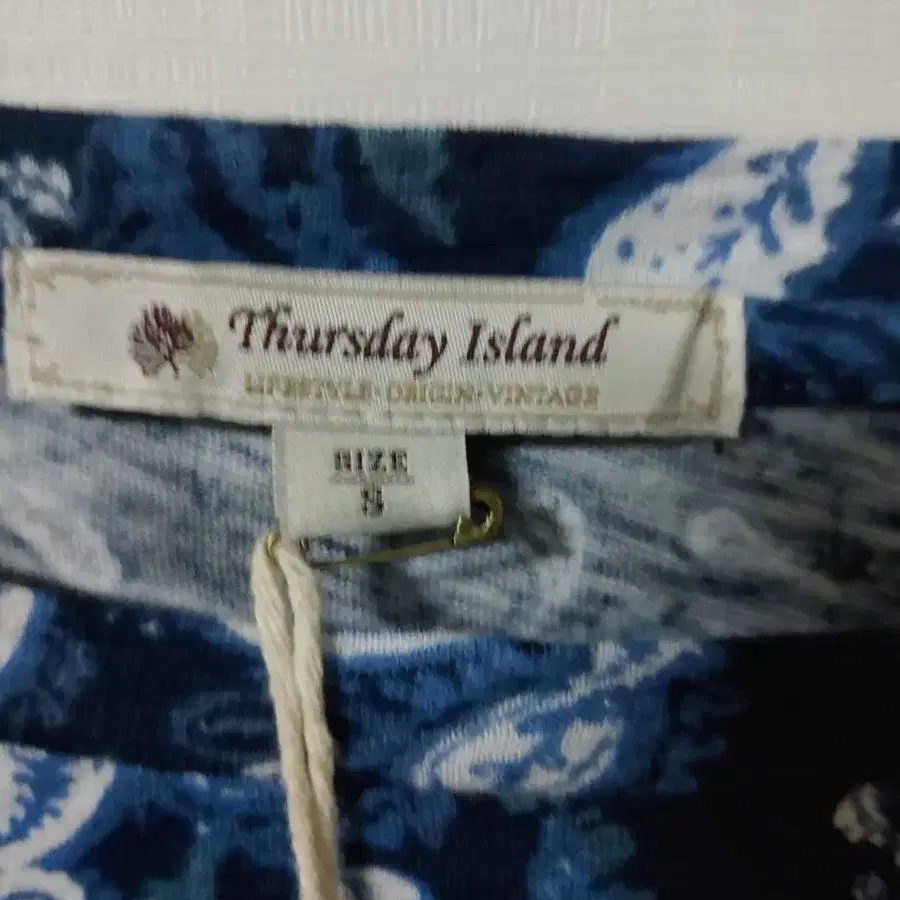 Thursday Island
LIFESTYLE·ORIGIN·VINTAGE
SIZE
S